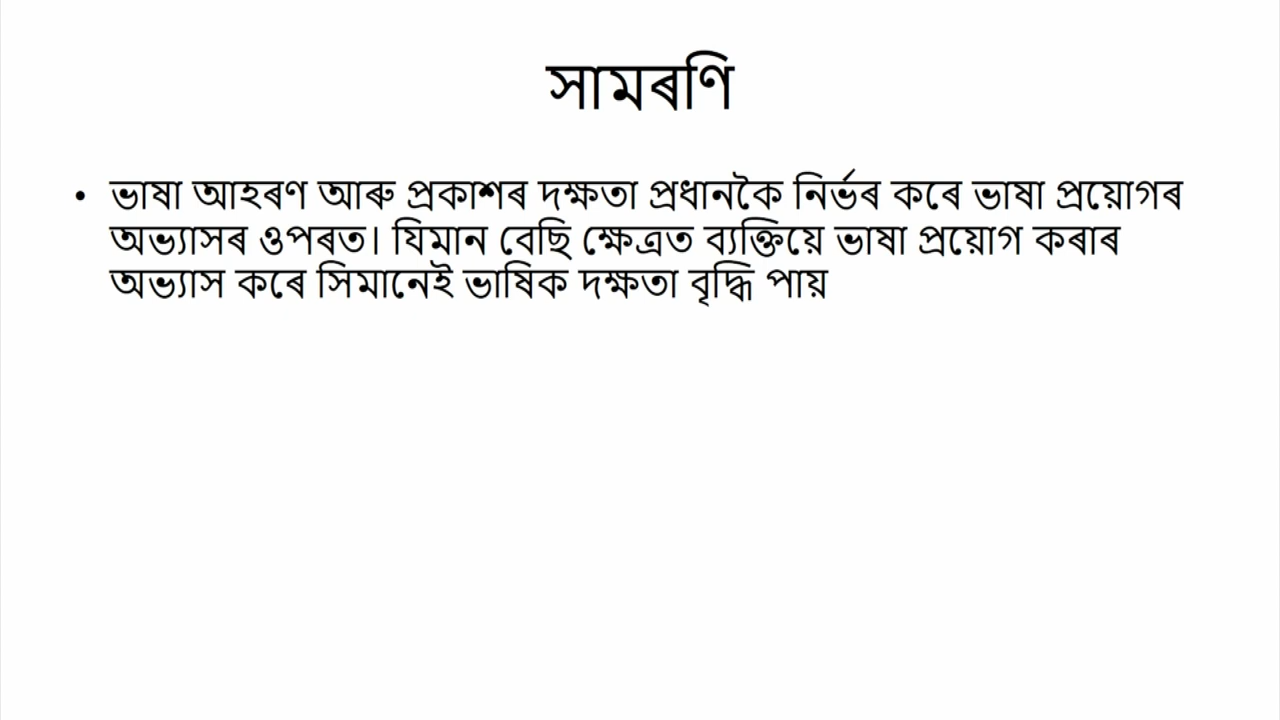 সামৰণি
• ভাষা আহৰণ আৰু প্ৰকাশৰ দক্ষতা প্ৰধানকৈ নিৰ্ভৰ কৰে ভাষা প্ৰয়োগৰ
অভ্যাসৰ ওপৰত। যিমান বেছি ক্ষেত্ৰত ব্যক্তিয়ে ভাষা প্ৰয়োগ কৰাৰ
অভ্যাস কৰে সিমানেই ভাষিক দক্ষতা বৃদ্ধি পায়